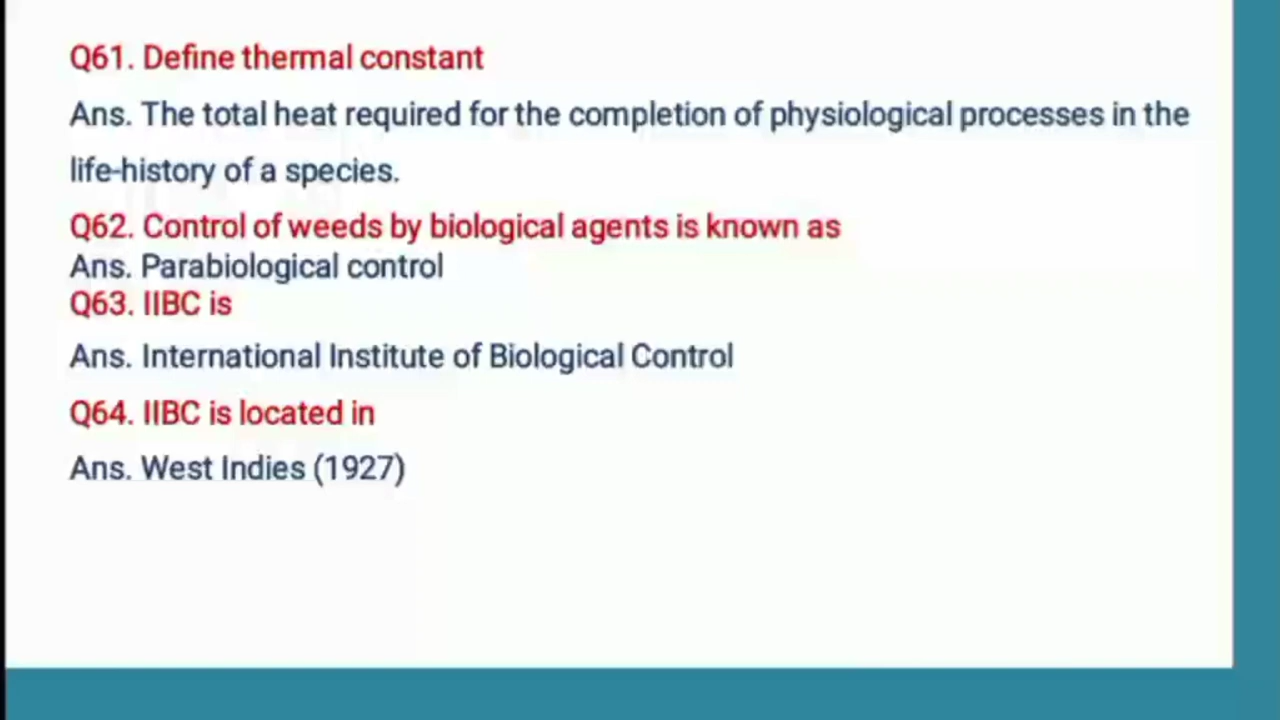 Q61. Define thermal constant
Ans. The total heat required for the completion of physiological processes in the
life-history of a species.
Q62. Control of weeds by biological agents is known as
Ans. Parabiological control
Q63. IIBC is
Ans. International Institute of Biological Control
Q64. IIBC is located in
Ans. West Indies (1927)